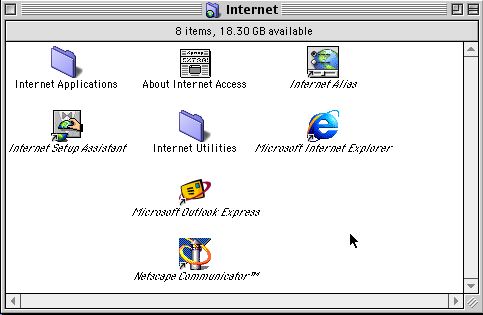 Internet
8 items, 18.30 GB available
Internet Applications
About Internet Access
Internet Alias
Internet Setup Assistant
Internet Utilities
Microsoft Internet Explorer
Microsoft Outlook Express
Netscape Communicator™